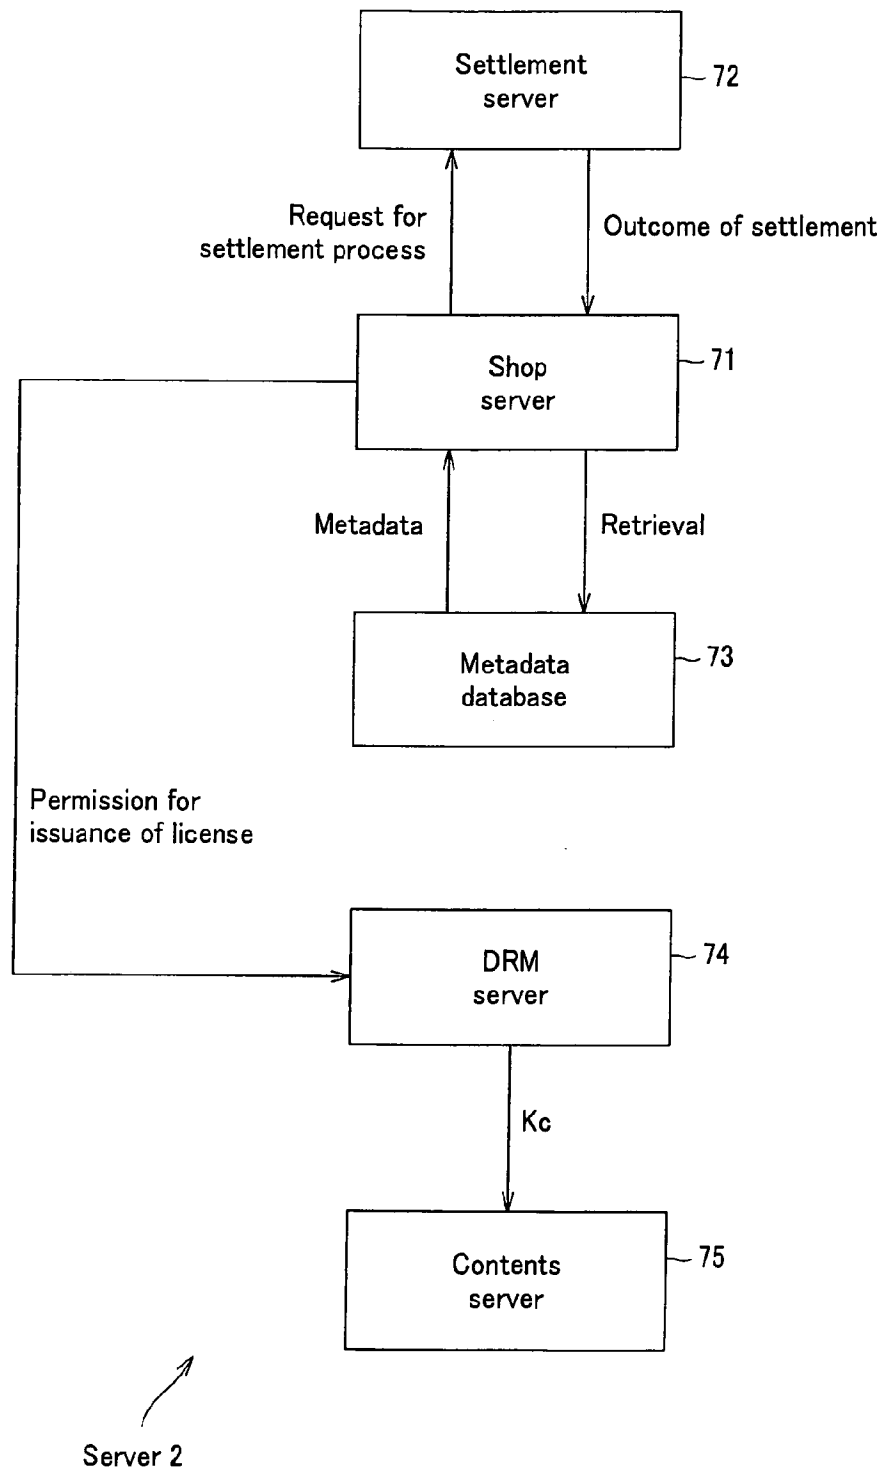 Settlement
server
72
Request for
settlement process
Outcome of settlement
Shop
server
71
Metadata
Retrieval
Metadata
database
73
Permission for
issuance of license
DRM
server
74
Kc
Contents
server
75
Server 2